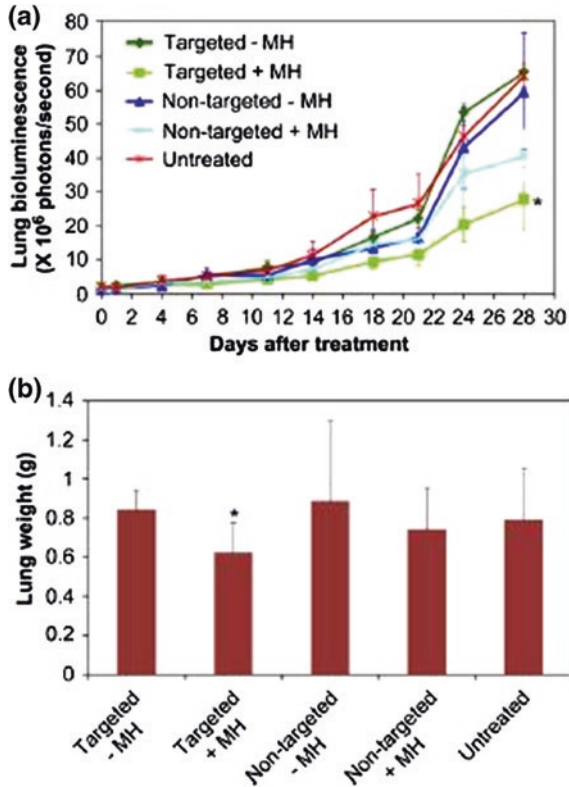 (a)
80
70
60
50
40
30
20
10
0
Lung bioluminescence
(X 10⁶ photons/second)
Targeted - MH
Targeted + MH
Non-targeted - MH
Non-targeted + MH
Untreated
*
0 2 4 6 8 10 12 14 16 18 20 22 24 26 28 30
Days after treatment
(b)
1.4
1.2
1
0.8
0.6
0.4
0.2
0
Lung weight (g)
*
Targeted
- MH
Targeted
+ MH
Non-targeted
- MH
Non-targeted
+ MH
Untreated